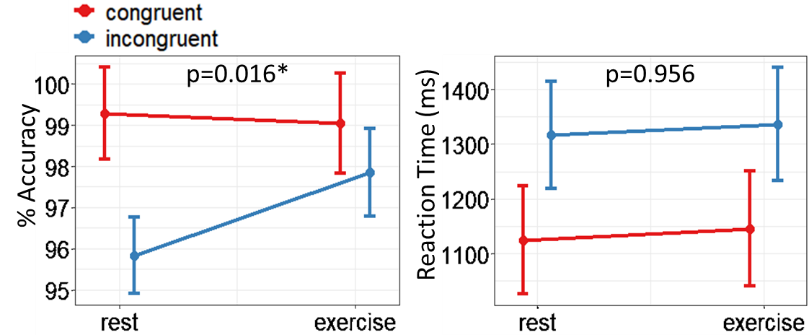 congruent
incongruent
p=0.016*
% Accuracy
100
99
98
97
96
95
rest
exercise
p=0.956
Reaction Time (ms)
1400
1300
1200
1100
rest
exercise